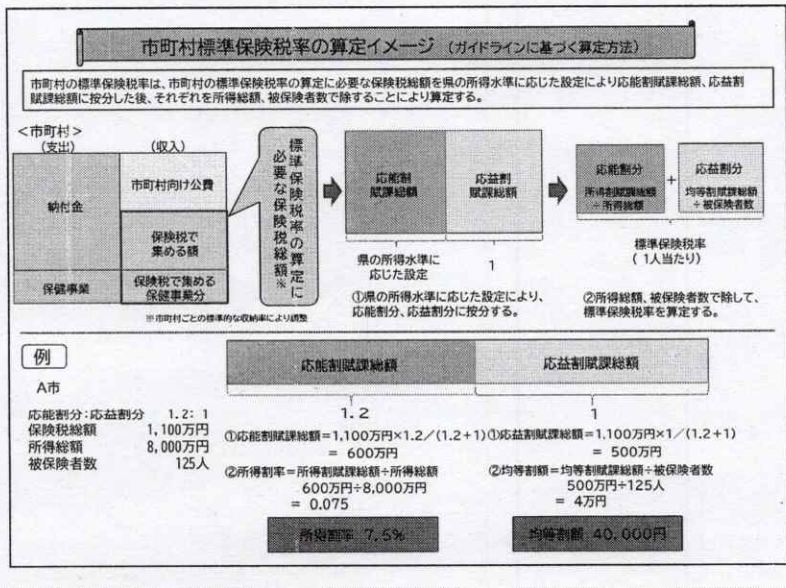 市町村標準保険税率の算定イメージ (ガイドラインに基づく算定方法)
市町村の標準保険税率は、市町村の標準保険税率の算定に必要な保険税総額を県の所得水準に応じた設定により応能割賦課総額、応益割
賦課総額に按分した後、それぞれを所得総額、被保険者数で除することにより算定する。
<市町村>
(支出)
(収入)
納付金
保健事業
市町村向け公費
保険税で
集める額
保険税で集める
保健事業分
※市町村ごとの標準的な収納率により調整
標準保険税率の算定に
必要な保険税総額※
応能割
賦課総額
応益割
賦課総額
県の所得水準に
応じた設定
1
①県の所得水準に応じた設定により、
応能割分、応益割分に按分する。
応能割分
所得割賦課総額
÷所得総額
+
応益割分
均等割賦課総額
÷被保険者数
標準保険税率
(1人当たり)
②所得総額、被保険者数で除して、
標準保険税率を算定する。
例
A市
応能割分:応益割分 1.2:1
保険税総額 1,100万円
所得総額 8,000万円
被保険者数 125人
応能割賦課総額
応益割賦課総額
1.2
1
①応能割賦課総額=1,100万円×1.2/(1.2+1)
= 600万円
②所得割率=所得割賦課総額÷所得総額
600万円÷8,000万円
= 0.075
所得割率 7.5%
①応益割賦課総額=1,100万円×1/(1.2+1)
= 500万円
②均等割額=均等割賦課総額÷被保険者数
500万円÷125人
= 4万円
均等割額 40,000円